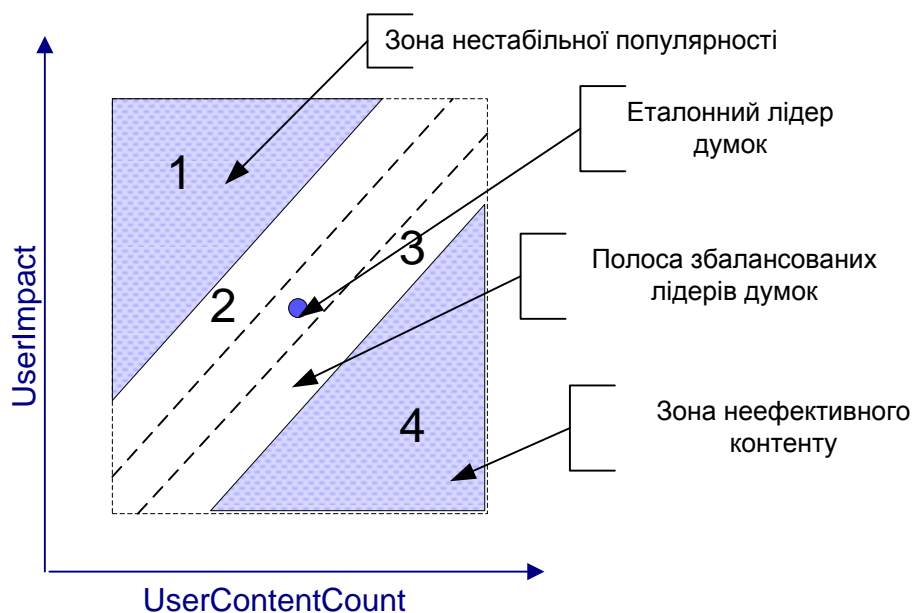 Зона нестабільної популярності
Еталонний лідер
думок
1
3
Полоса збалансованих
лідерів думок
2
UserImpact
4
Зона неефективного
контенту
UserContentCount